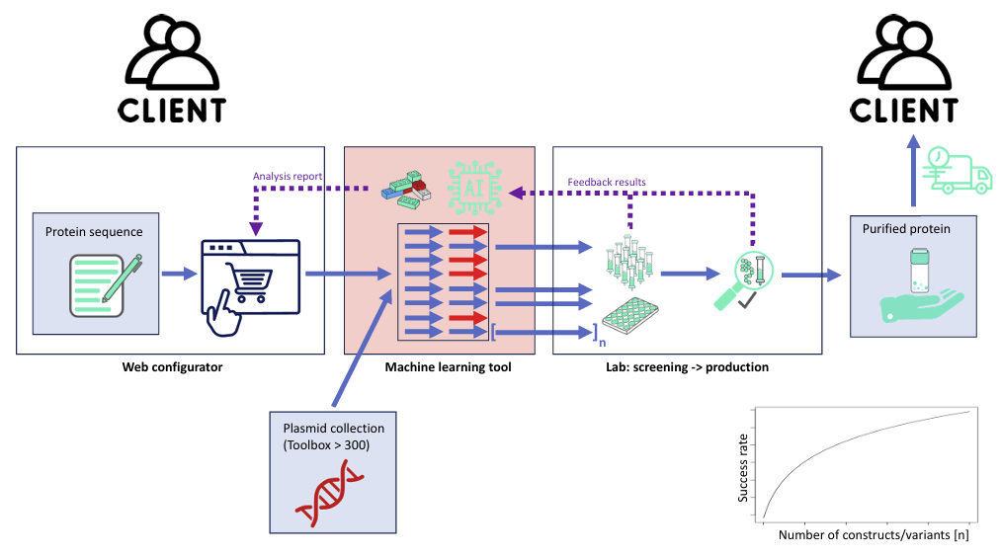 CLIENT
CLIENT
Analysis report
AI
Feedback results
Protein sequence
Purified protein
[ ]n
Web configurator
Machine learning tool
Lab: screening -> production
Plasmid collection
(Toolbox > 300)
Success rate
Number of constructs/variants [n]